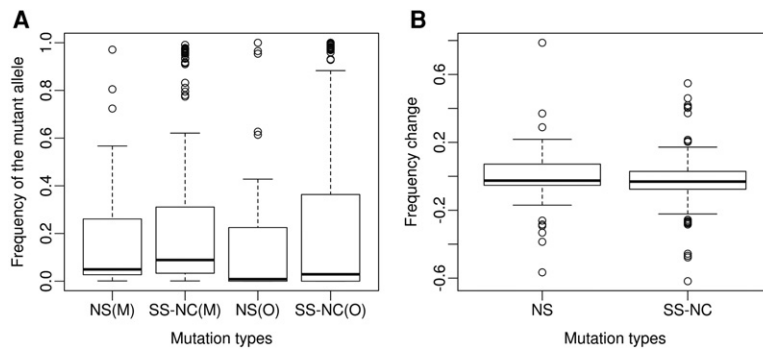 A
Frequency of the mutant allele
1.0
0.8
0.6
0.4
0.2
0.0
NS(M) SS-NC(M) NS(O) SS-NC(O)
Mutation types
B
Frequency change
0.6
0.2
-0.2
-0.6
NS SS-NC
Mutation types